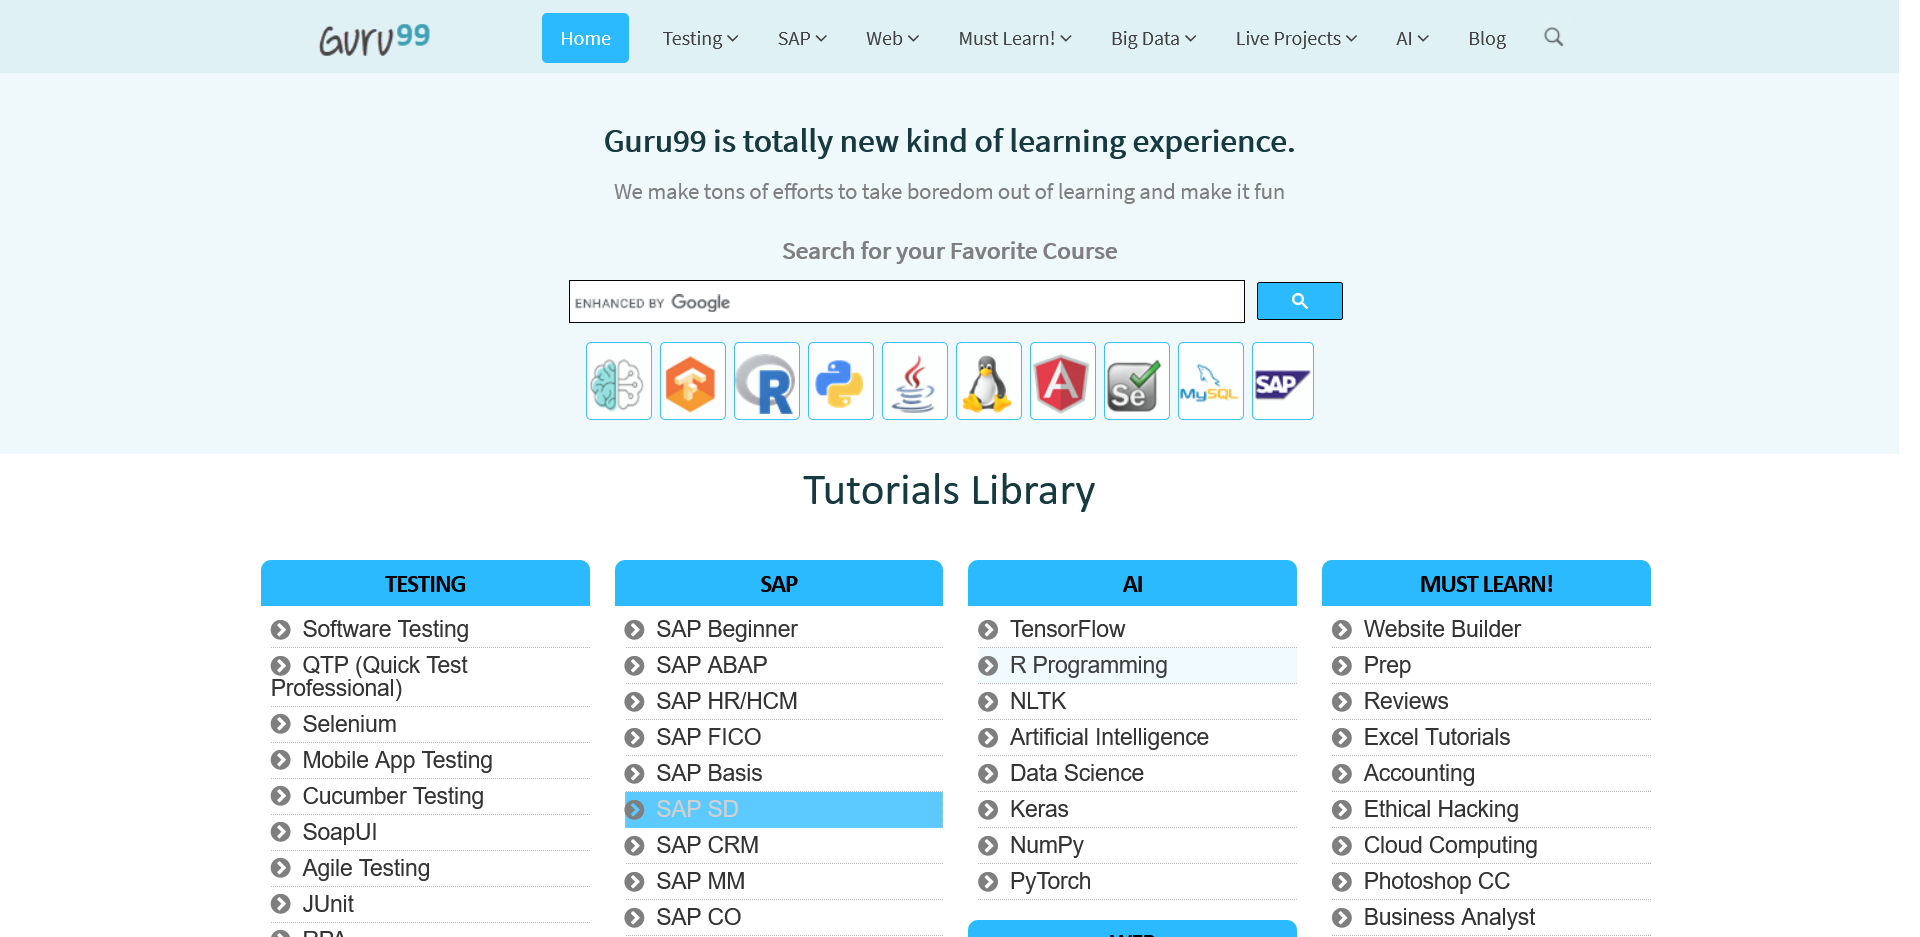 Guru99 Home Testing SAP Web Must Learn! Big Data Live Projects AI Blog
Guru99 is totally new kind of learning experience.
We make tons of efforts to take boredom out of learning and make it fun
Search for your Favorite Course
ENHANCED BY Google
R Se MySQL SAP
Tutorials Library
TESTING
Software Testing
QTP (Quick Test
Professional)
Selenium
Mobile App Testing
Cucumber Testing
SoapUI
Agile Testing
JUnit
RPA
SAP
SAP Beginner
SAP ABAP
SAP HR/HCM
SAP FICO
SAP Basis
SAP SD
SAP CRM
SAP MM
SAP CO
AI
TensorFlow
R Programming
NLTK
Artificial Intelligence
Data Science
Keras
NumPy
PyTorch
WEB
MUST LEARN!
Website Builder
Prep
Reviews
Excel Tutorials
Accounting
Ethical Hacking
Cloud Computing
Photoshop CC
Business Analyst